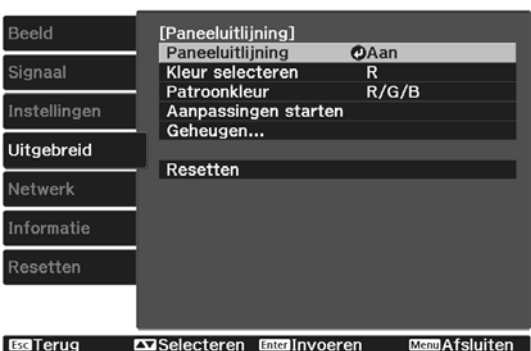 Beeld
Signaal
Instellingen
Uitgebreid
Netwerk
Informatie
Resetten
[Paneeluitlijning]
Paneeluitlijning Aan
Kleur selecteren R
Patroonkleur R/G/B
Aanpassingen starten
Geheugen...
Resetten
Esc Terug Selecteren Enter Invoeren Menu Afsluiten